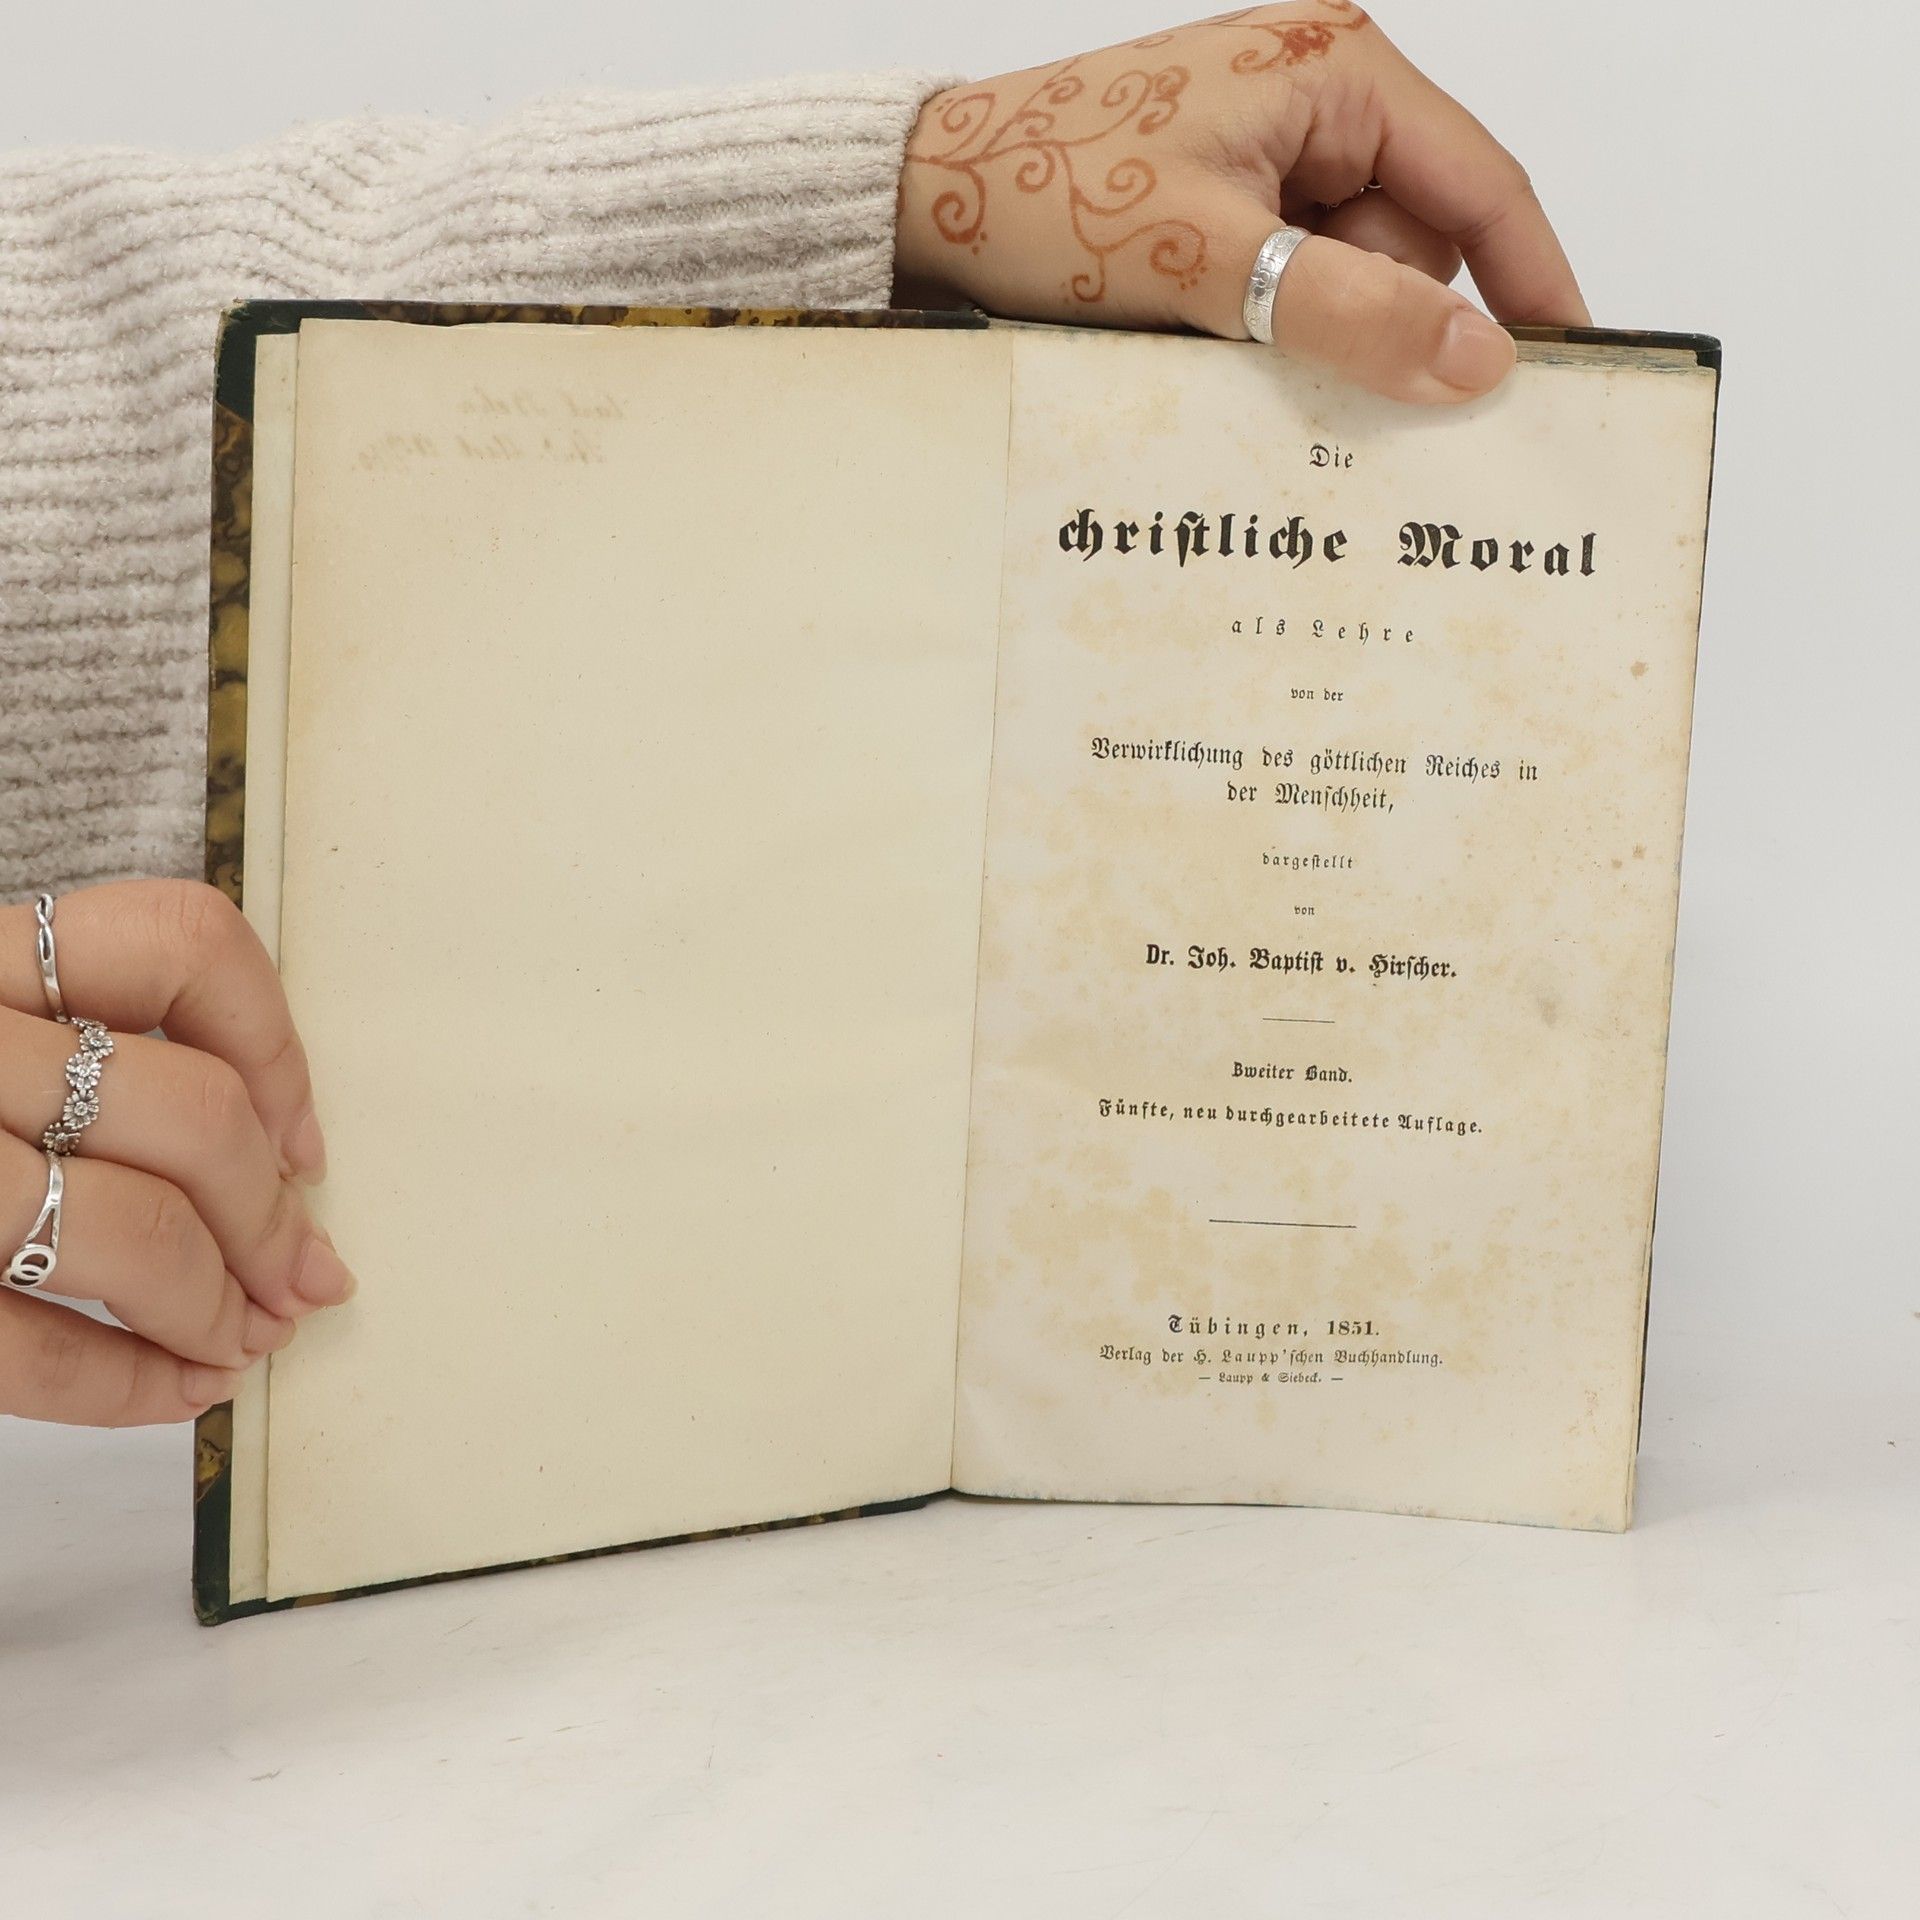 Die
chriſtliche Moral
als Lehre
von der
Verwirklichung des göttlichen Reiches in
der Menſchheit,
dargeſtellt
von
Dr. Joh. Baptiſt v. Hirſcher.
Zweiter Band.
Fünfte, neu durchgearbeitete Auflage.
Tübingen, 1851.
Verlag der H. Laupp'ſchen Buchhandlung.
— Laupp & Siebeck. —